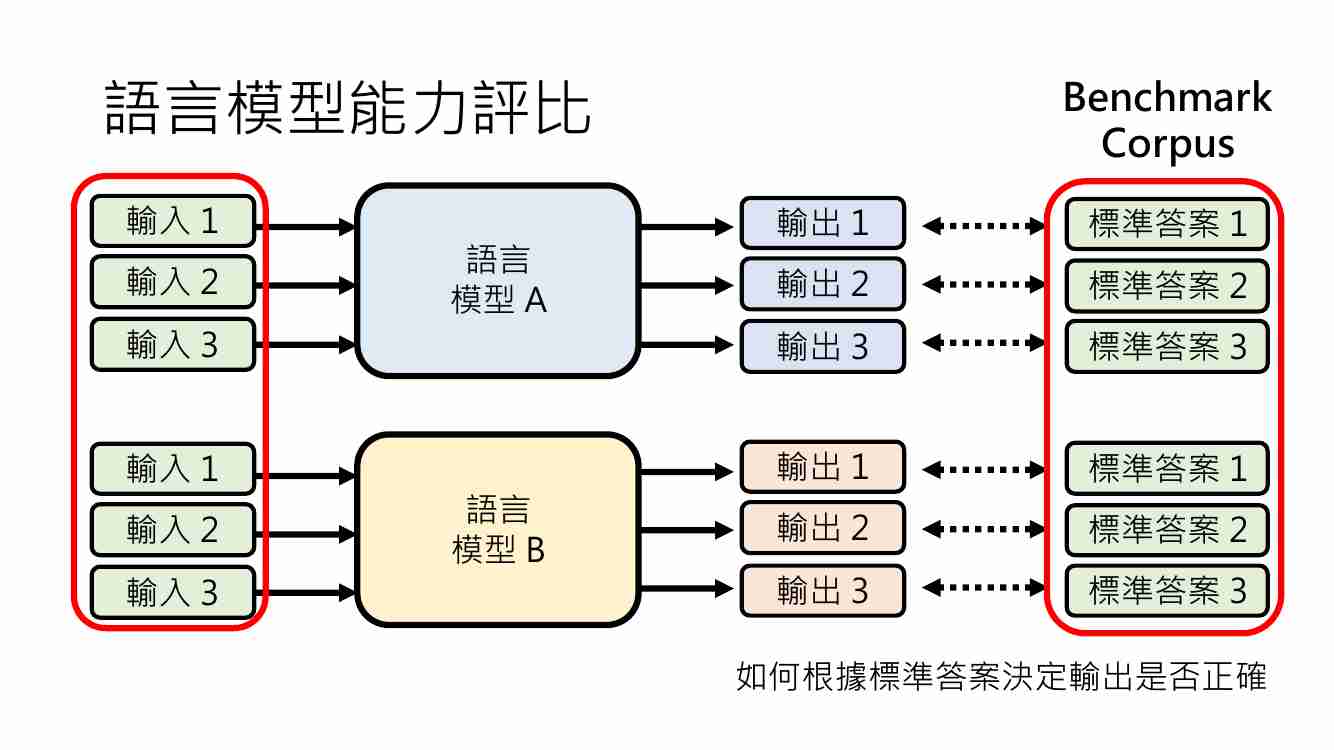 語言模型能力評比
Benchmark
Corpus
輸入 1
輸入 2
輸入 3
語言
模型 A
輸出 1
輸出 2
輸出 3
標準答案 1
標準答案 2
標準答案 3
輸入 1
輸入 2
輸入 3
語言
模型 B
輸出 1
輸出 2
輸出 3
標準答案 1
標準答案 2
標準答案 3
如何根據標準答案決定輸出是否正確